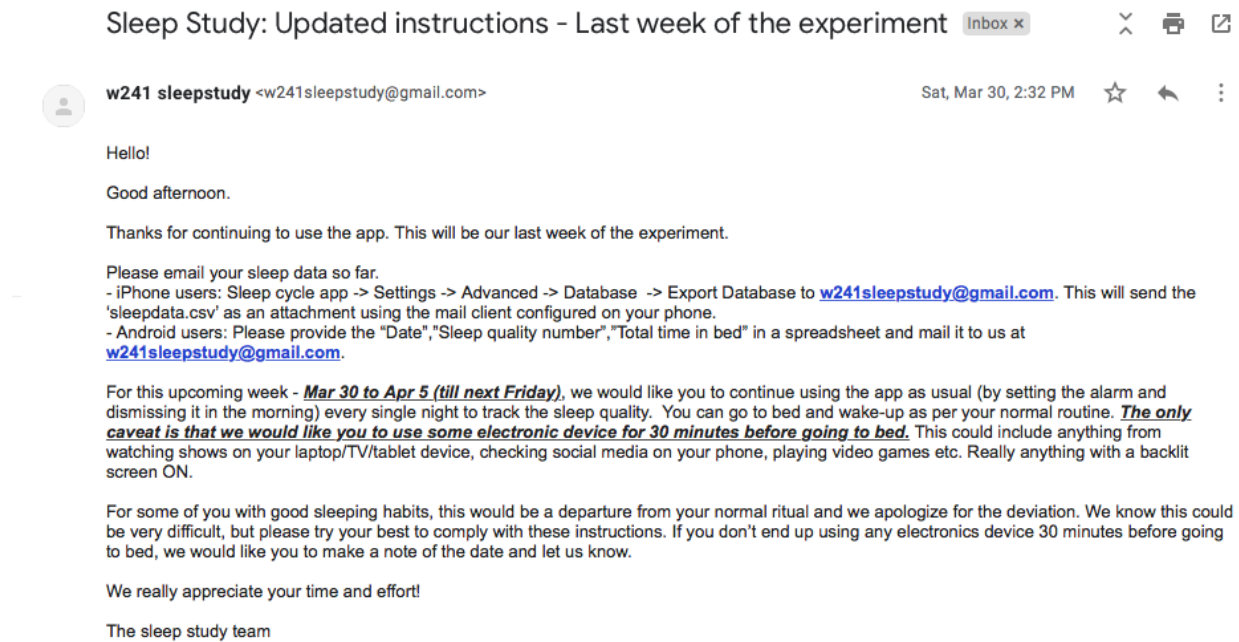 Sleep Study: Updated instructions - Last week of the experiment Inbox ×
w241 sleepstudy <w241sleepstudy@gmail.com> Sat, Mar 30, 2:32 PM
Hello!
Good afternoon.
Thanks for continuing to use the app. This will be our last week of the experiment.
Please email your sleep data so far.
- iPhone users: Sleep cycle app -> Settings -> Advanced -> Database -> Export Database to w241sleepstudy@gmail.com. This will send the
'sleepdata.csv' as an attachment using the mail client configured on your phone.
- Android users: Please provide the “Date”,”Sleep quality number”,”Total time in bed” in a spreadsheet and mail it to us at
w241sleepstudy@gmail.com.
For this upcoming week - Mar 30 to Apr 5 (till next Friday), we would like you to continue using the app as usual (by setting the alarm and
dismissing it in the morning) every single night to track the sleep quality. You can go to bed and wake-up as per your normal routine. The only
caveat is that we would like you to use some electronic device for 30 minutes before going to bed. This could include anything from
watching shows on your laptop/TV/tablet device, checking social media on your phone, playing video games etc. Really anything with a backlit
screen ON.
For some of you with good sleeping habits, this would be a departure from your normal ritual and we apologize for the deviation. We know this could
be very difficult, but please try your best to comply with these instructions. If you don’t end up using any electronics device 30 minutes before going
to bed, we would like you to make a note of the date and let us know.
We really appreciate your time and effort!
The sleep study team